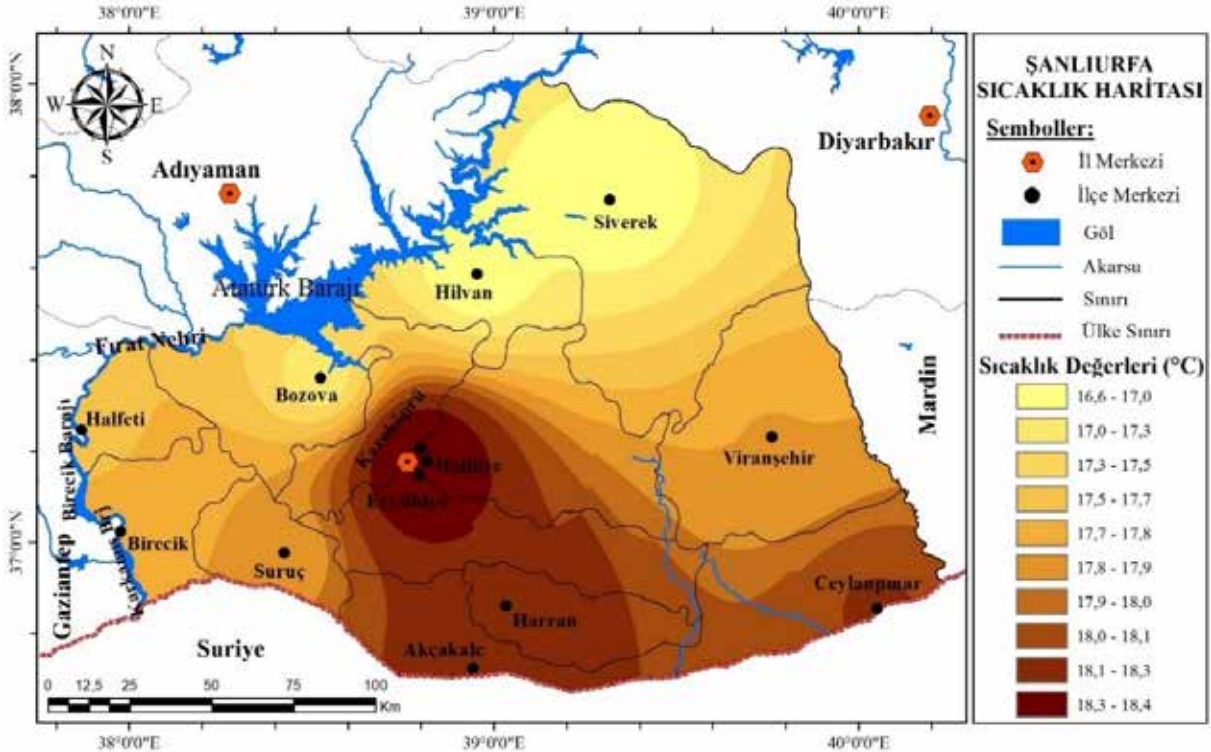 38°0'0"E 39°0'0"E 40°0'0"E
38°0'0"N
37°0'0"N
N
W E
S
Adıyaman
Diyarbakır
Siverek
Hilvan
Atatürk Barajı
Fırat Nehri
Bozova
Halfeti
Karaköprü
Haliliye
Eyyübiye
Viranşehir
Mardin
Birecik Barajı
Birecik
Gaziantep
Karkamış Brj
Suruç
Ceylanpınar
Harran
Akçakale
Suriye
0 12,5 25 50 75 100
Km
38°0'0"E 39°0'0"E 40°0'0"E
ŞANLIURFA
SICAKLIK HARİTASI
Semboller:
İl Merkezi
İlçe Merkezi
Göl
Akarsu
Sınırı
Ülke Sınırı
Sıcaklık Değerleri (°C)
16,6 - 17,0
17,0 - 17,3
17,3 - 17,5
17,5 - 17,7
17,7 - 17,8
17,8 - 17,9
17,9 - 18,0
18,0 - 18,1
18,1 - 18,3
18,3 - 18,4